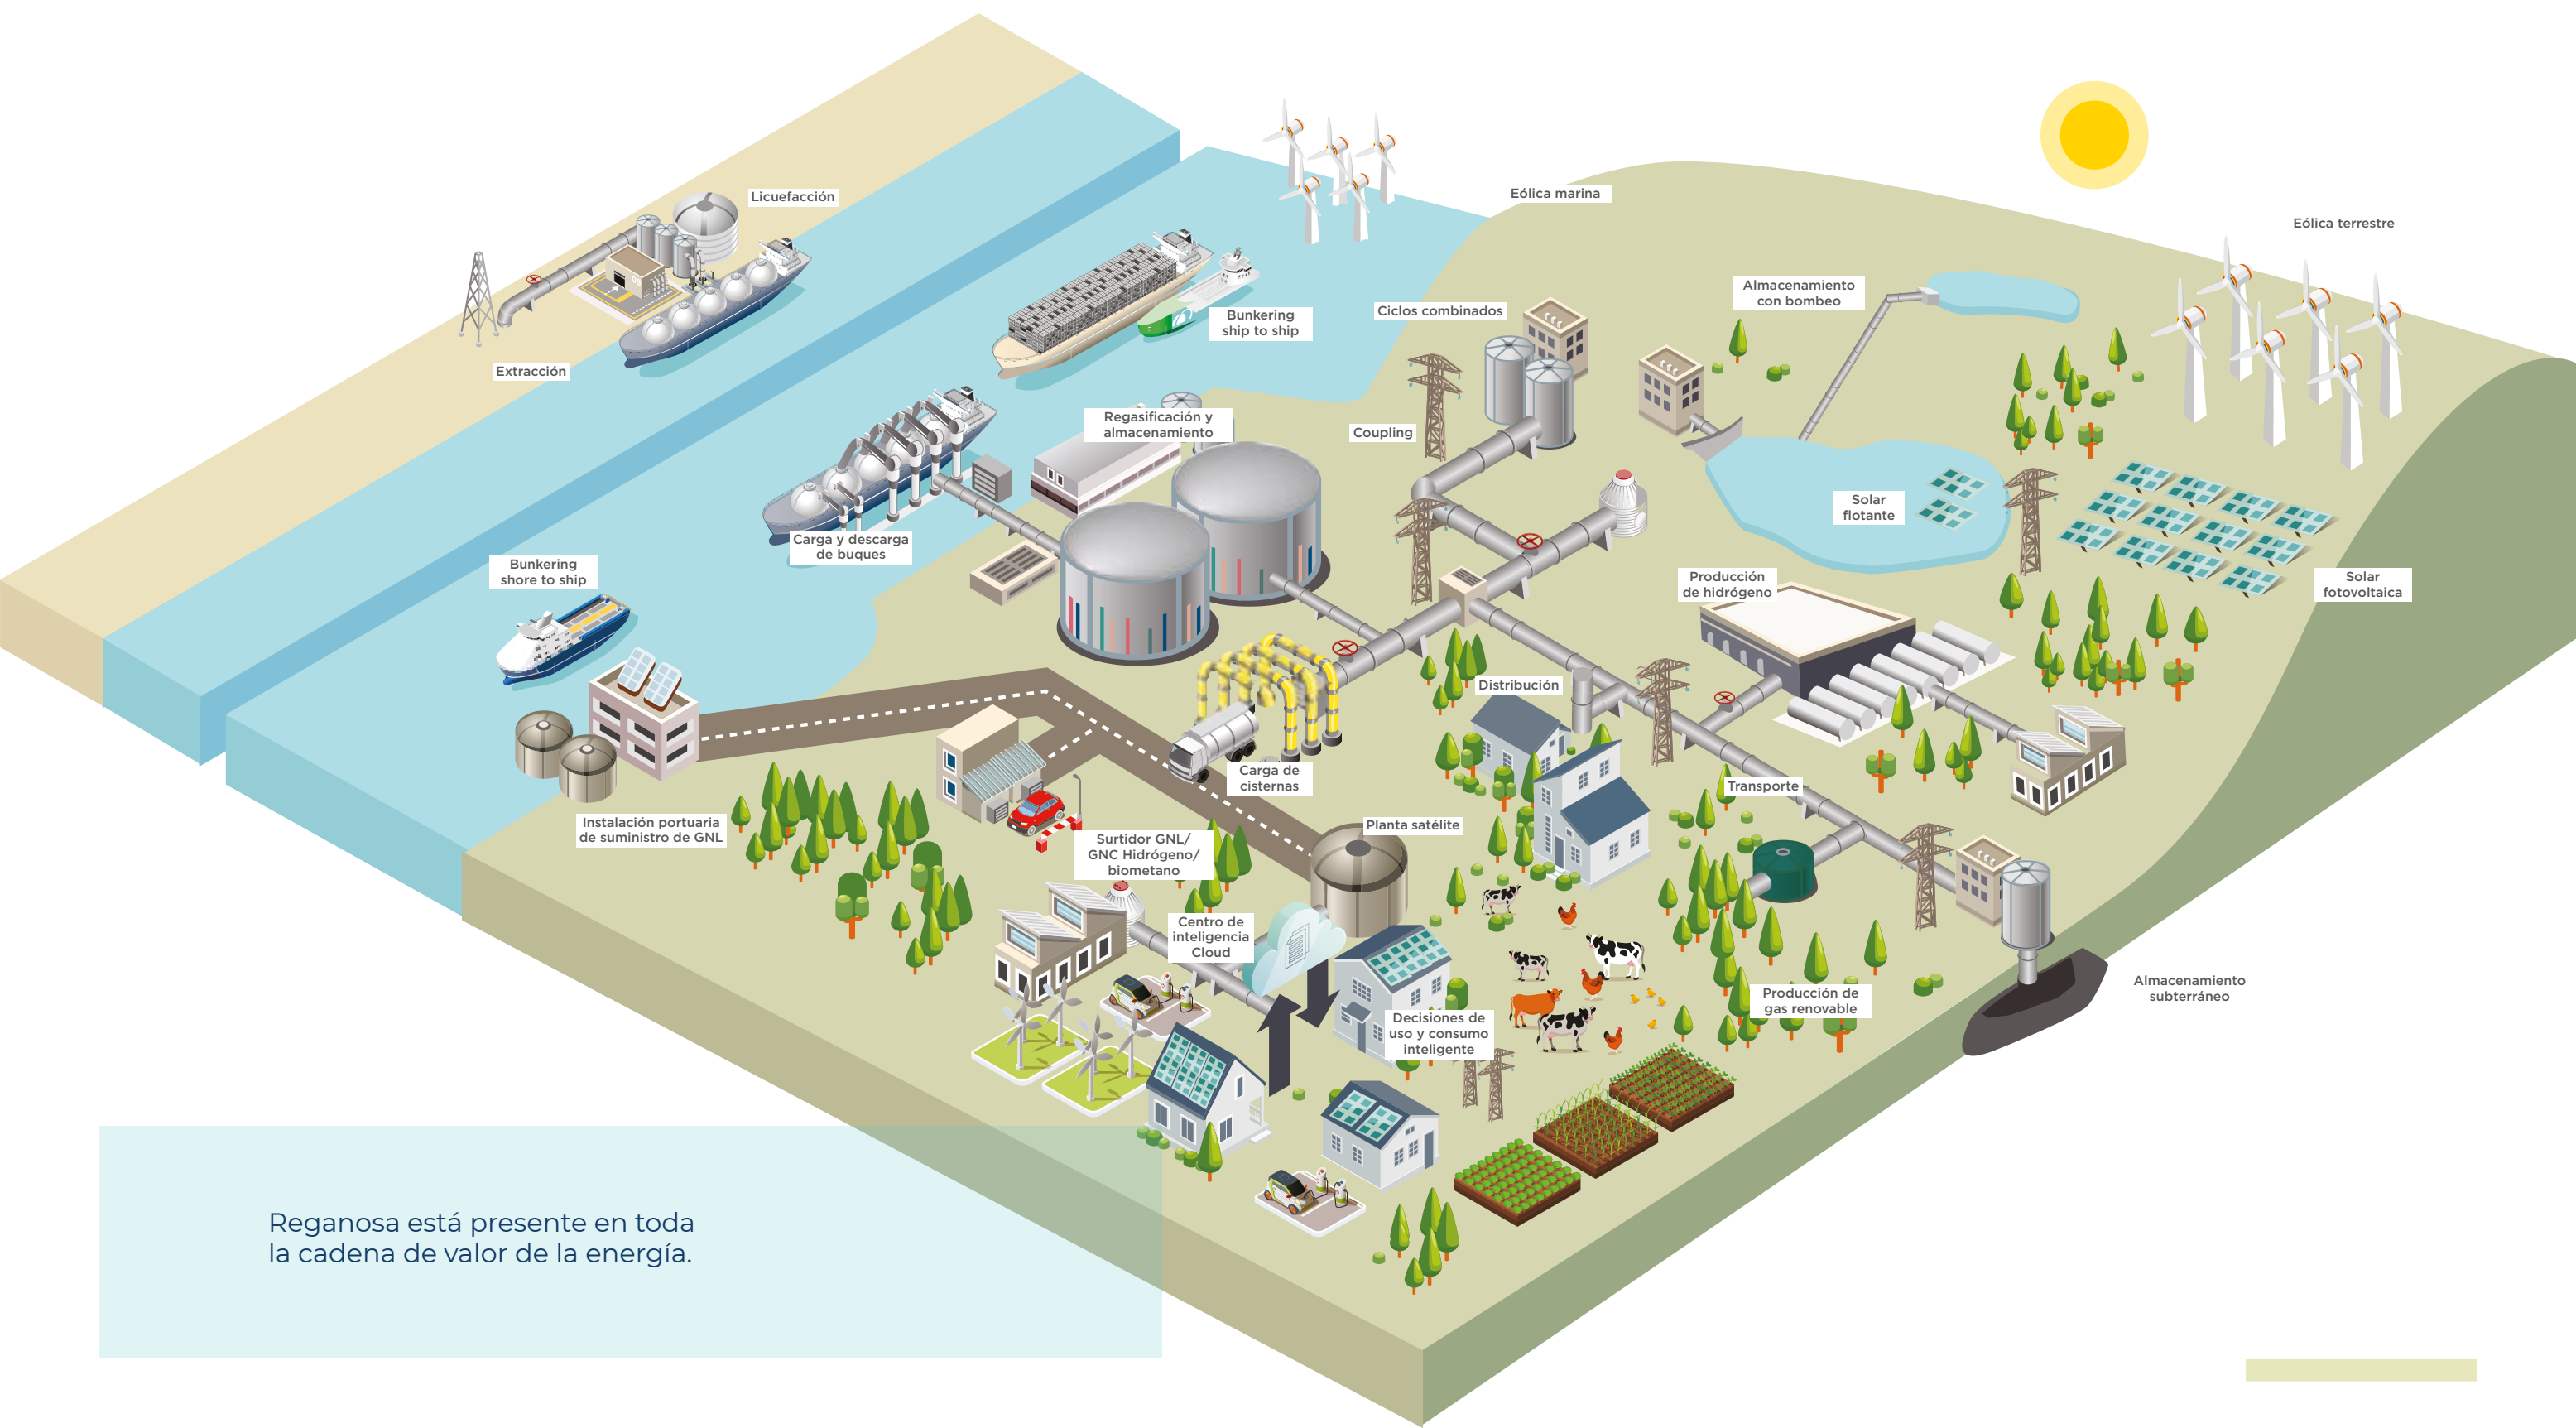 Licuefacción
Eólica marina
Eólica terrestre
Almacenamiento
con bombeo
Ciclos combinados
Bunkering
ship to ship
Extracción
Regasificación y
almacenamiento
Coupling
Solar
flotante
Carga y descarga
de buques
Bunkering
shore to ship
Producción
de hidrógeno
Solar
fotovoltaica
Distribución
Carga de
cisternas
Transporte
Instalación portuaria
de suministro de GNL
Planta satélite
Surtidor GNL/
GNC Hidrógeno/
biometano
Centro de
inteligencia
Cloud
Almacenamiento
subterráneo
Producción de
gas renovable
Decisiones de
uso y consumo
inteligente
Reganosa está presente en toda
la cadena de valor de la energía.